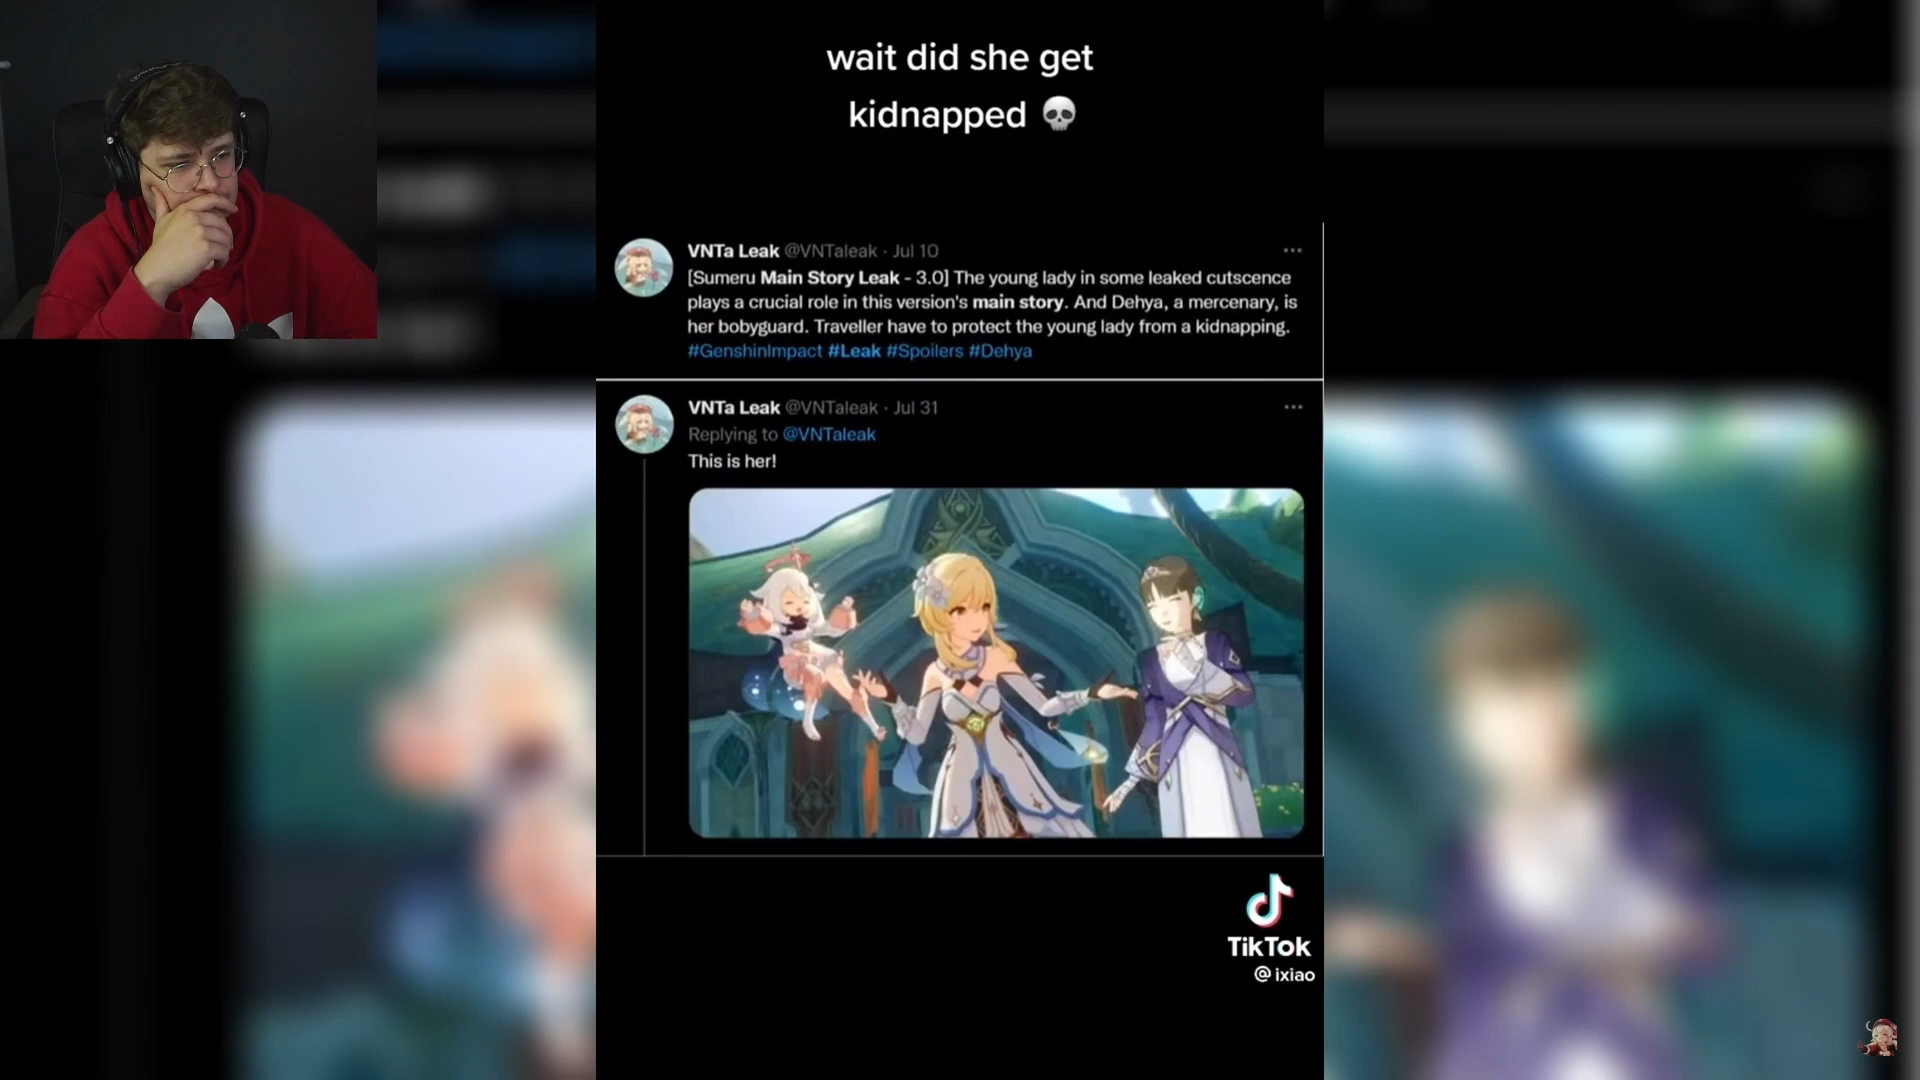 wait did she get
kidnapped 💀
VNTa Leak @VNTaleak · Jul 10
[Sumeru Main Story Leak - 3.0] The young lady in some leaked cutscence
plays a crucial role in this version's main story. And Dehya, a mercenary, is
her bobyguard. Traveller have to protect the young lady from a kidnapping.
#GenshinImpact #Leak #Spoilers #Dehya
VNTa Leak @VNTaleak · Jul 31
Replying to @VNTaleak
This is her!
TikTok
@ixiao